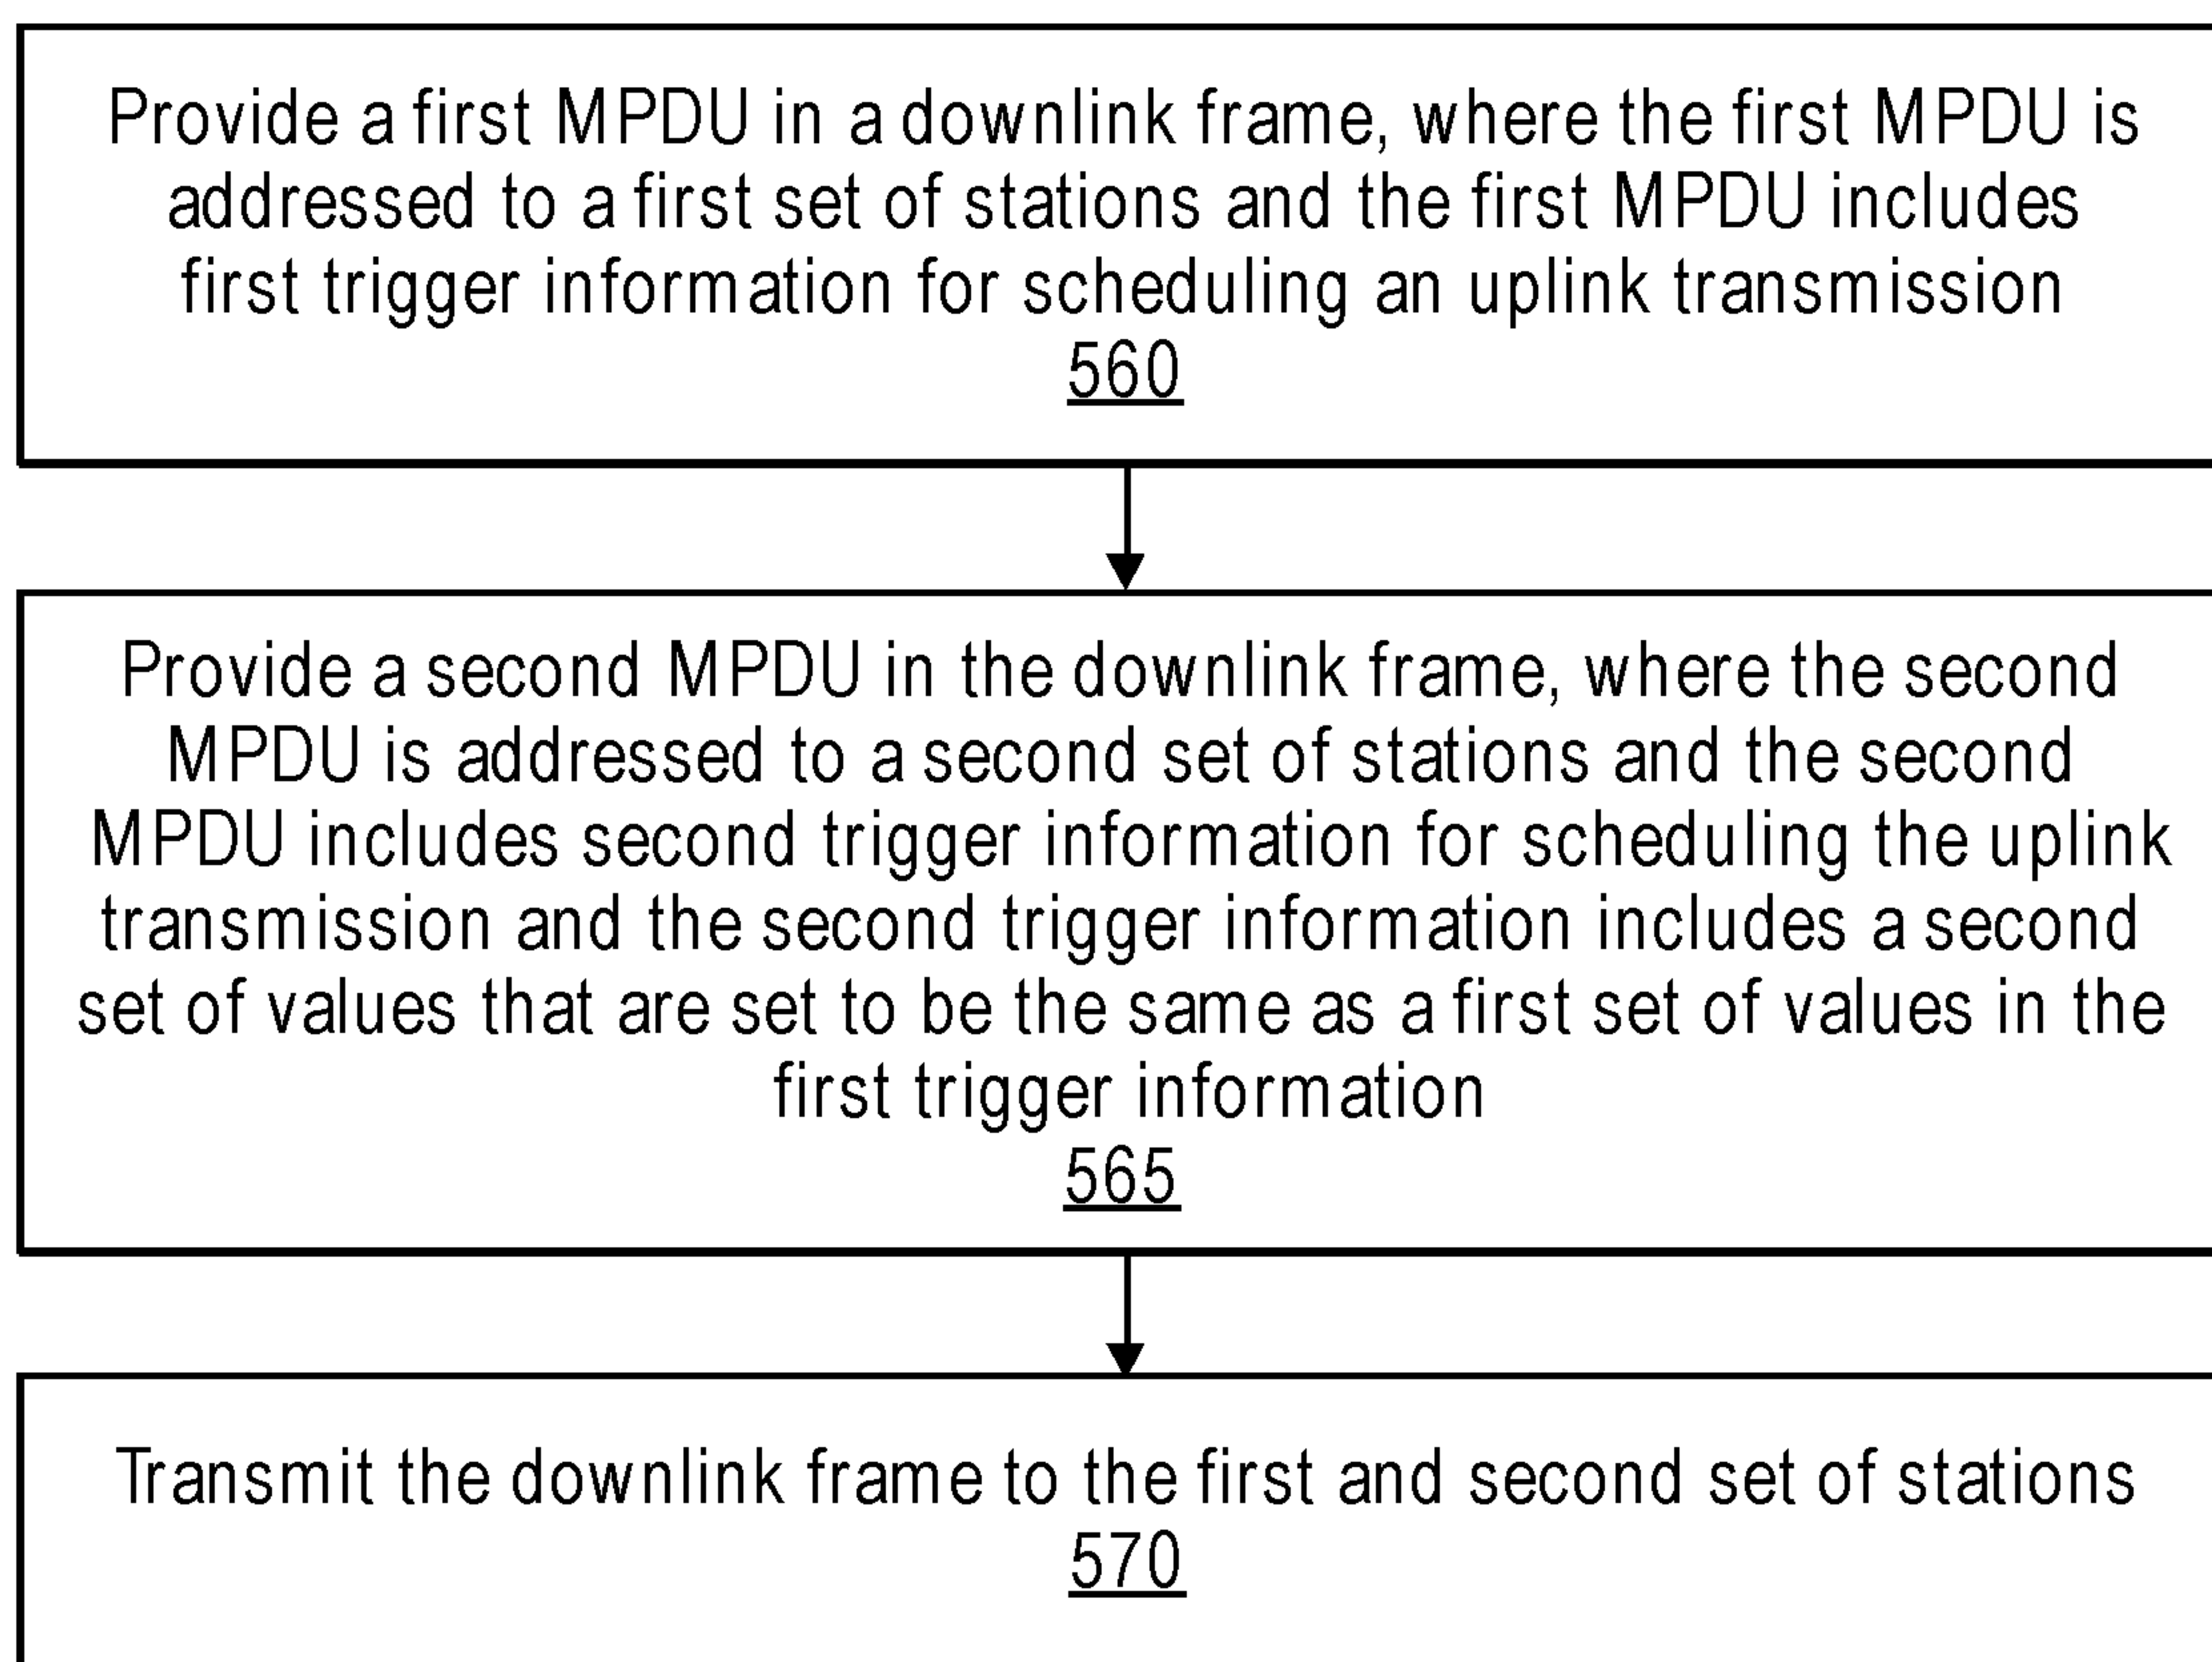 Provide a first MPDU in a downlink frame, where the first MPDU is
addressed to a first set of stations and the first MPDU includes
first trigger information for scheduling an uplink transmission
560
Provide a second MPDU in the downlink frame, where the second
MPDU is addressed to a second set of stations and the second
MPDU includes second trigger information for scheduling the uplink
transmission and the second trigger information includes a second
set of values that are set to be the same as a first set of values in the
first trigger information
565
Transmit the downlink frame to the first and second set of stations
570